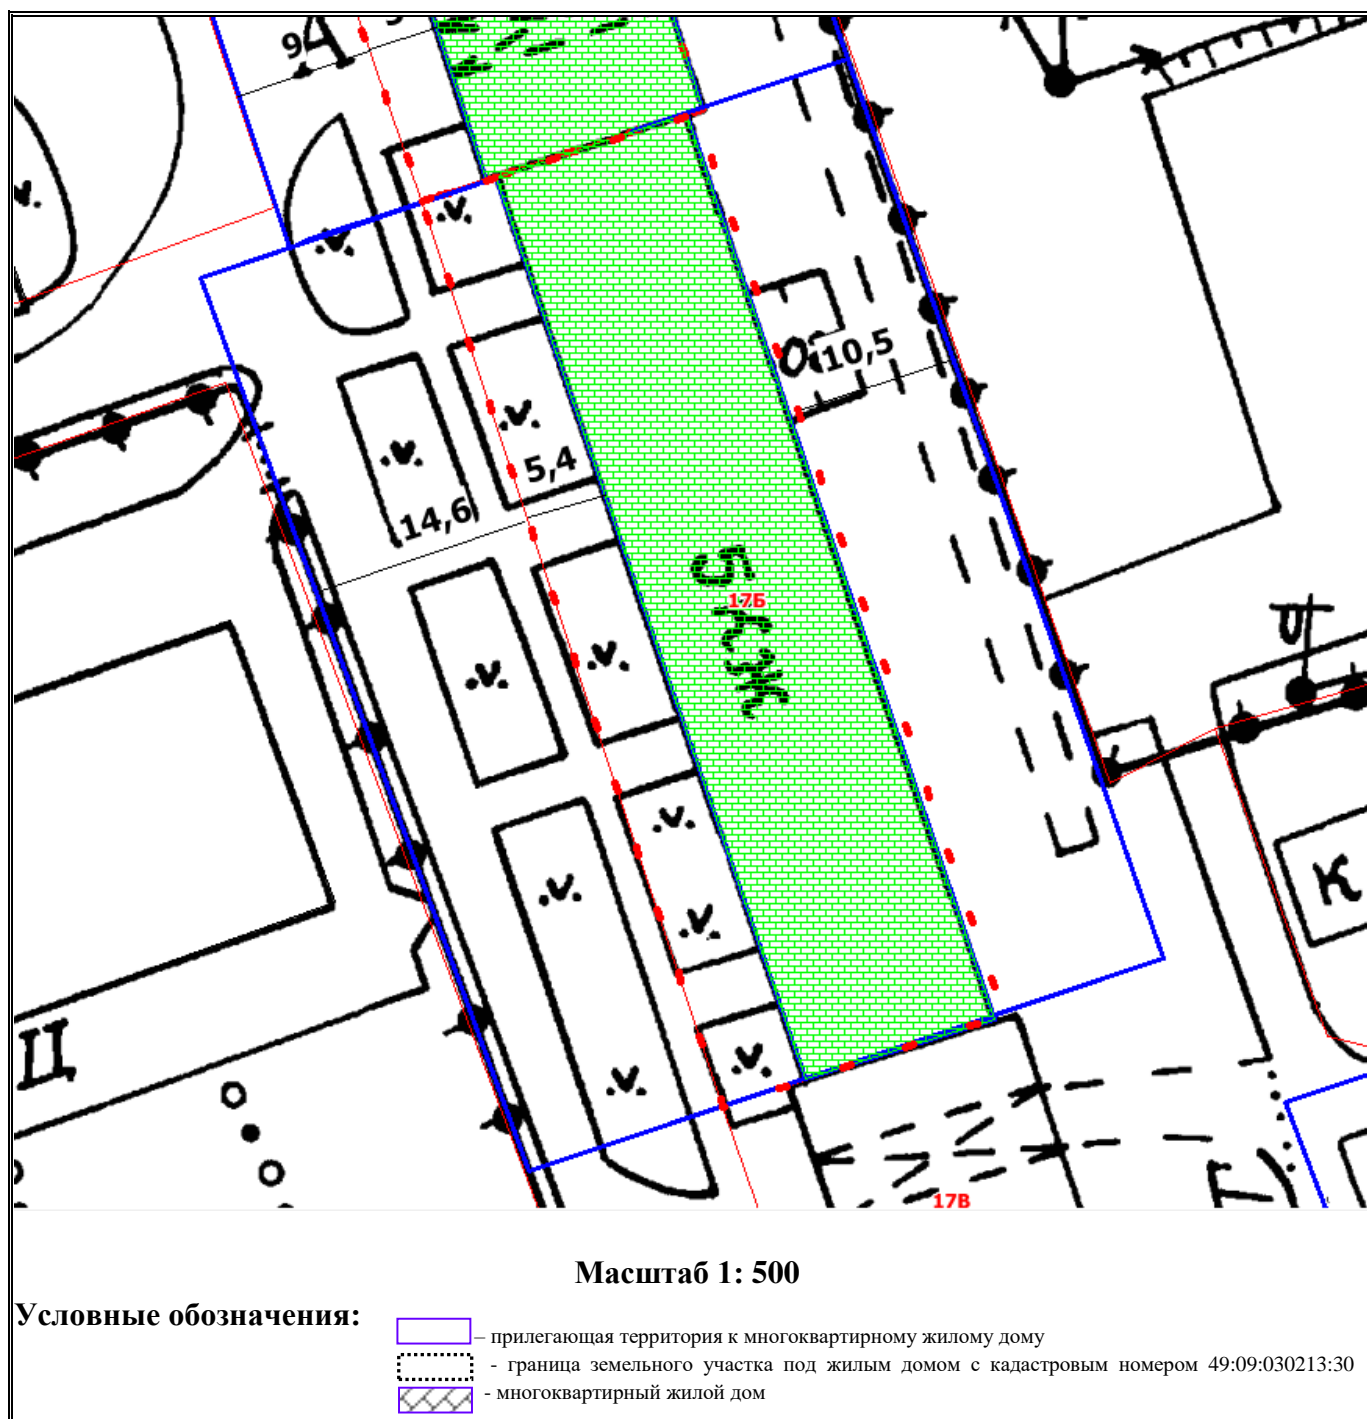 9
10,5
5,4
14,6
5КЖ
17Б
П
К
Ц
17В
Масштаб 1: 500
Условные обозначения:
– прилегающая территория к многоквартирному жилому дому
- граница земельного участка под жилым домом с кадастровым номером 49:09:030213:30
- многоквартирный жилой дом